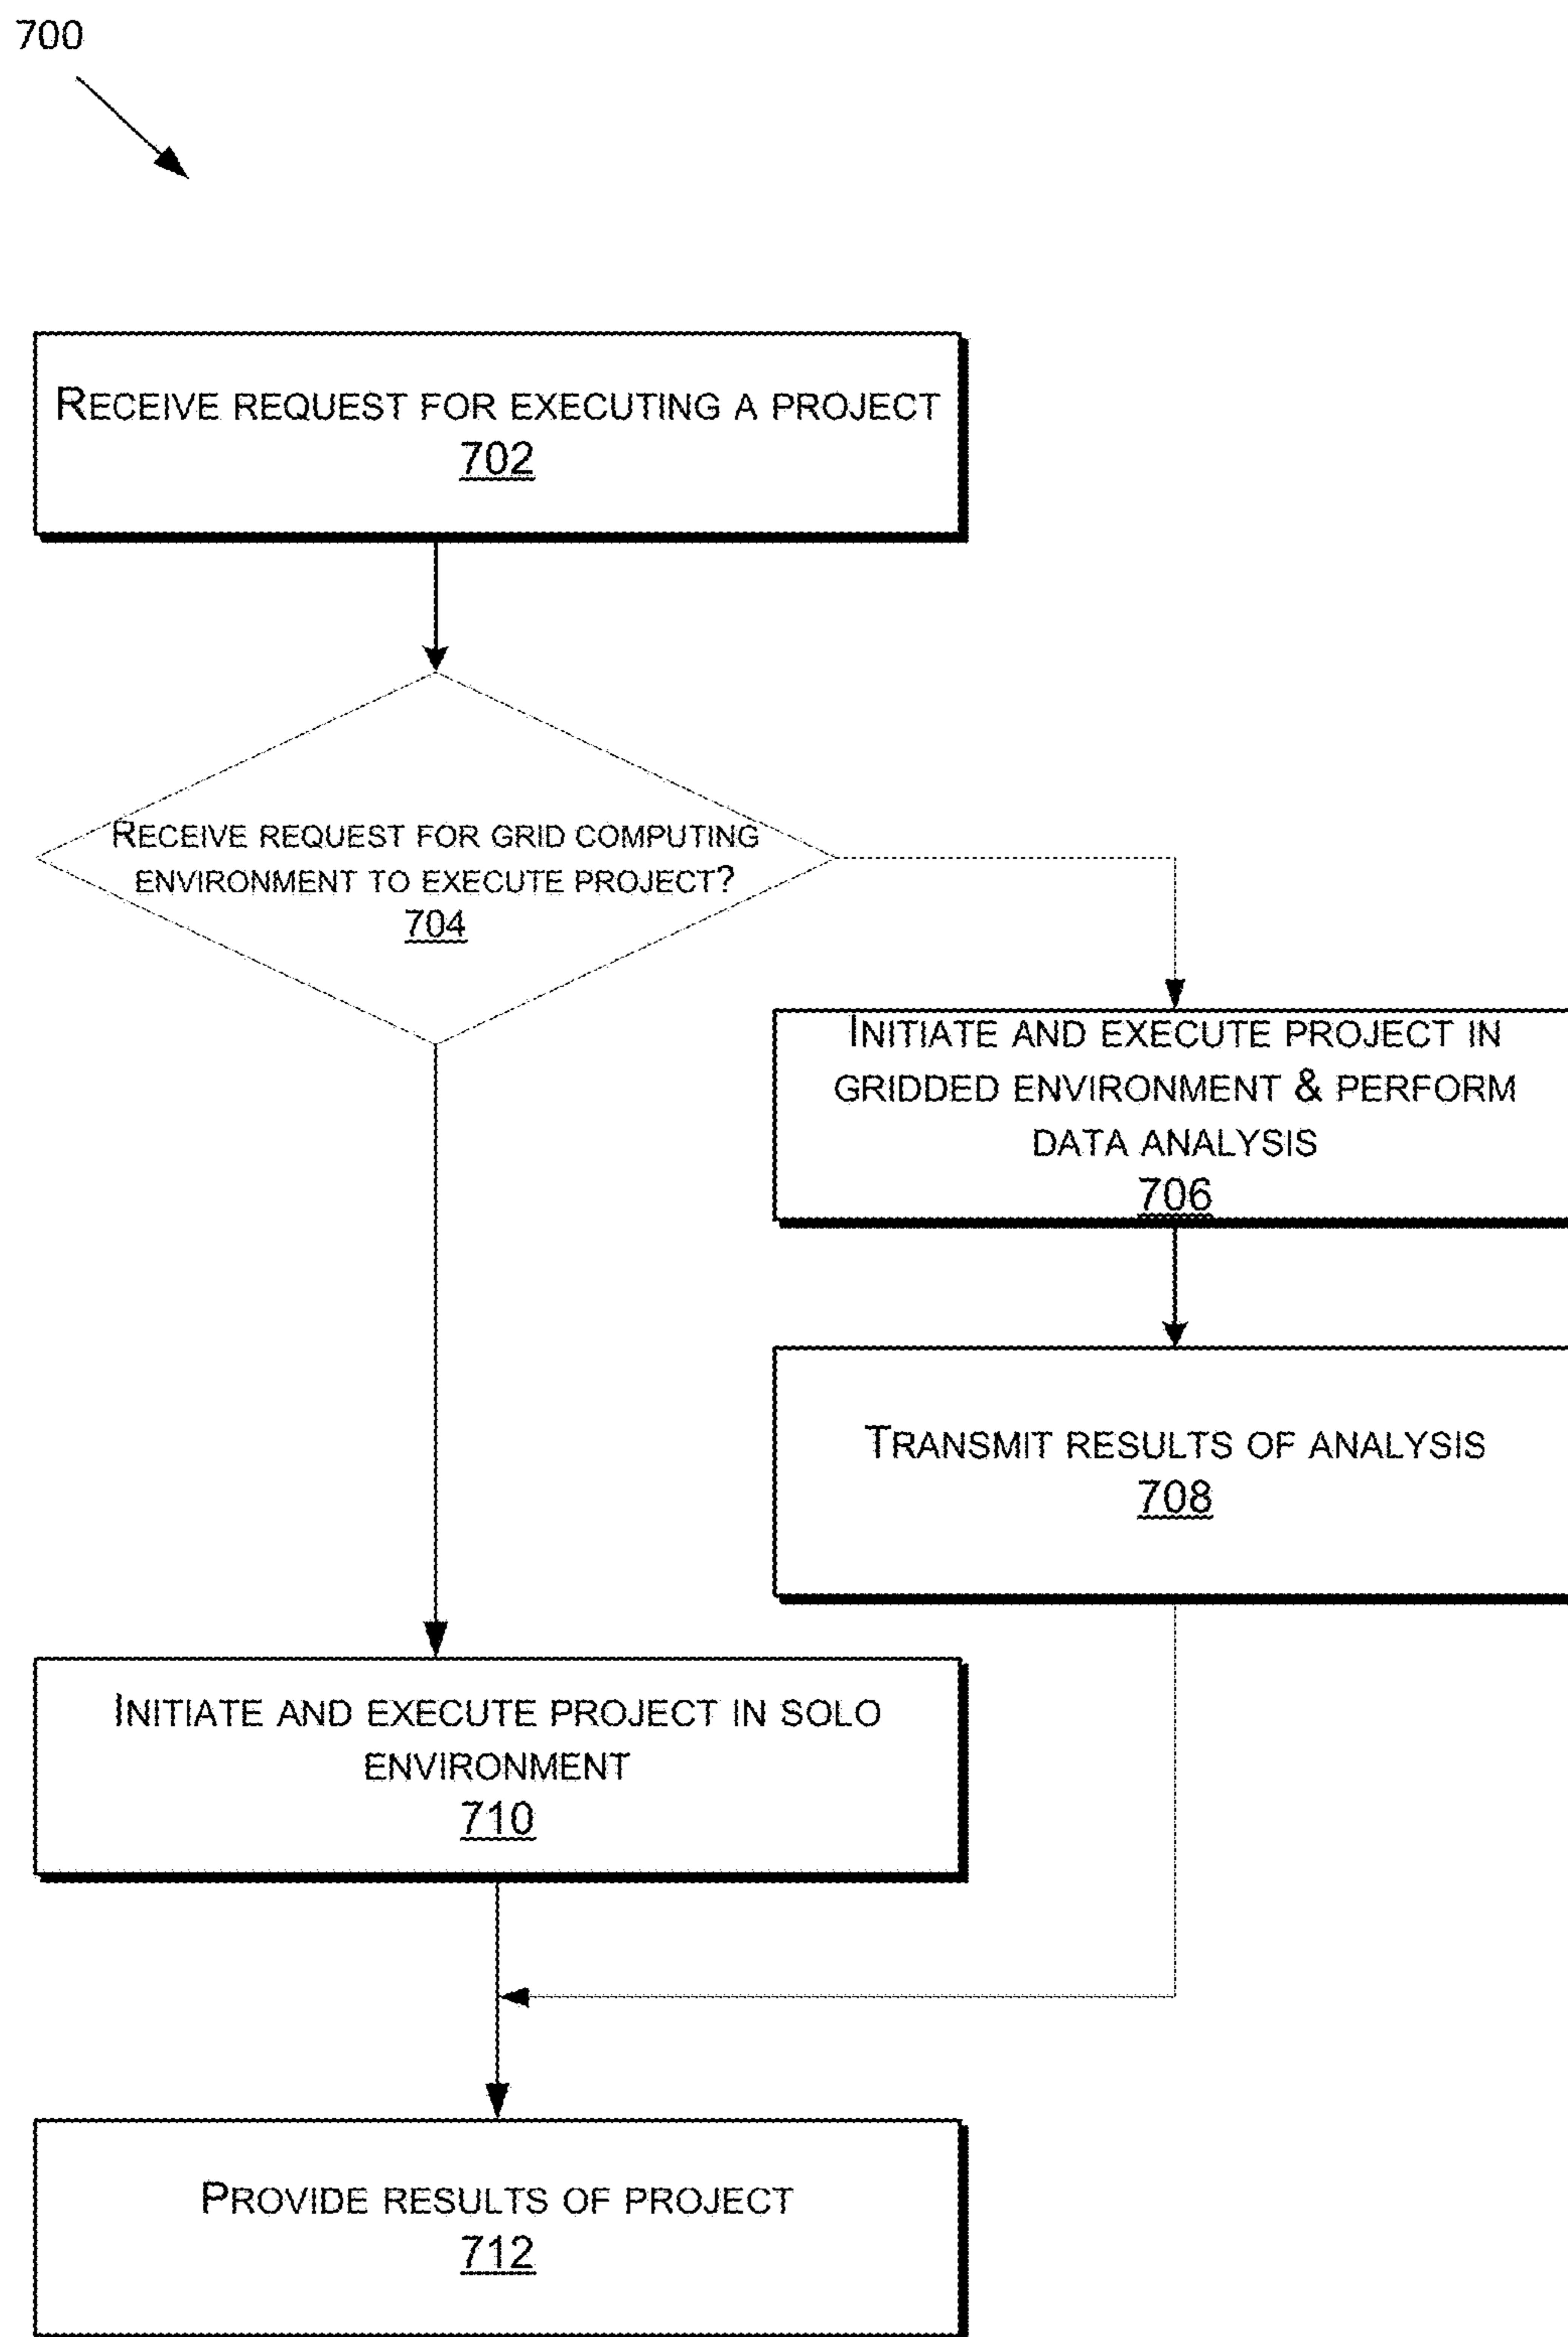 700
RECEIVE REQUEST FOR EXECUTING A PROJECT
702
RECEIVE REQUEST FOR GRID COMPUTING
ENVIRONMENT TO EXECUTE PROJECT?
704
INITIATE AND EXECUTE PROJECT IN
GRIDDED ENVIRONMENT & PERFORM
DATA ANALYSIS
706
TRANSMIT RESULTS OF ANALYSIS
708
INITIATE AND EXECUTE PROJECT IN SOLO
ENVIRONMENT
710
PROVIDE RESULTS OF PROJECT
712